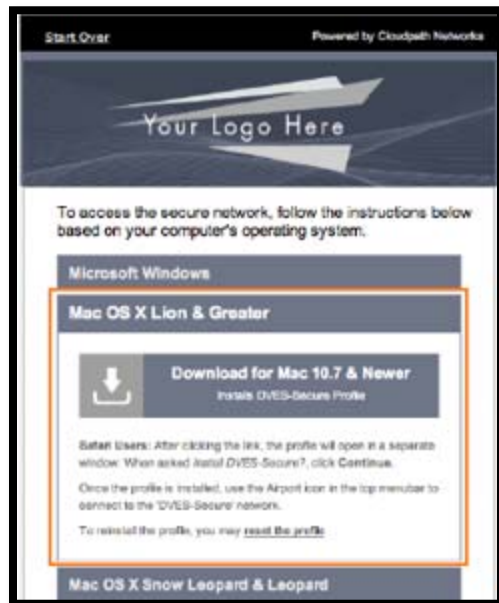 Start Over
Powered by Cloudpath Networks
Your Logo Here
To access the secure network, follow the instructions below
based on your computer's operating system.
Microsoft Windows
Mac OS X Lion & Greater
Download for Mac 10.7 & Newer
Installs DVES-Secure Profile
Safari Users: After clicking the link, the profile will open in a separate
window. When asked Install DVES-Secure?, click Continue.
Once the profile is installed, use the Airport icon in the top menubar to
connect to the 'DVES-Secure' network.
To reinstall the profile, you may reset the profile
Mac OS X Snow Leopard & Leopard